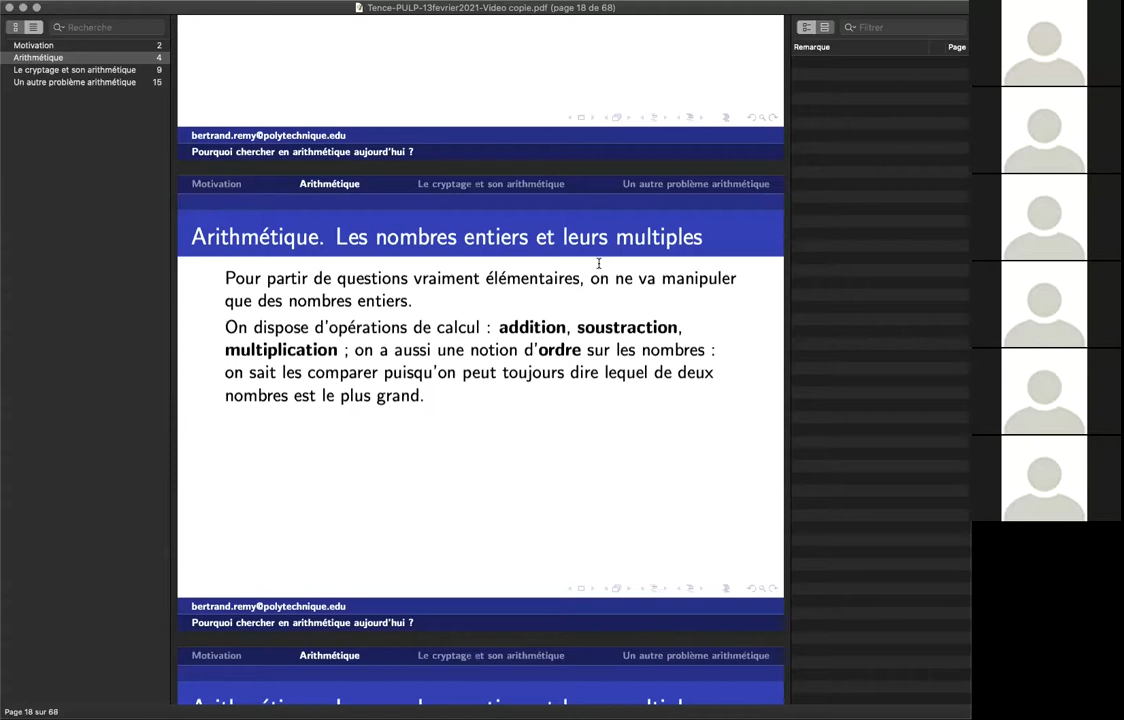 Tence-PULP-13fevrier2021-Video copie.pdf (page 18 de 68)
Recherche
Filtrer
Motivation 2
Arithmétique 4
Le cryptage et son arithmétique 9
Un autre problème arithmétique 15
Remarque Page
bertrand.remy@polytechnique.edu
Pourquoi chercher en arithmétique aujourd'hui ?
Motivation Arithmétique Le cryptage et son arithmétique Un autre problème arithmétique
Arithmétique. Les nombres entiers et leurs multiples
Pour partir de questions vraiment élémentaires, on ne va manipuler
que des nombres entiers.
On dispose d'opérations de calcul : addition, soustraction,
multiplication ; on a aussi une notion d'ordre sur les nombres :
on sait les comparer puisqu'on peut toujours dire lequel de deux
nombres est le plus grand.
bertrand.remy@polytechnique.edu
Pourquoi chercher en arithmétique aujourd'hui ?
Motivation Arithmétique Le cryptage et son arithmétique Un autre problème arithmétique
Page 18 sur 68